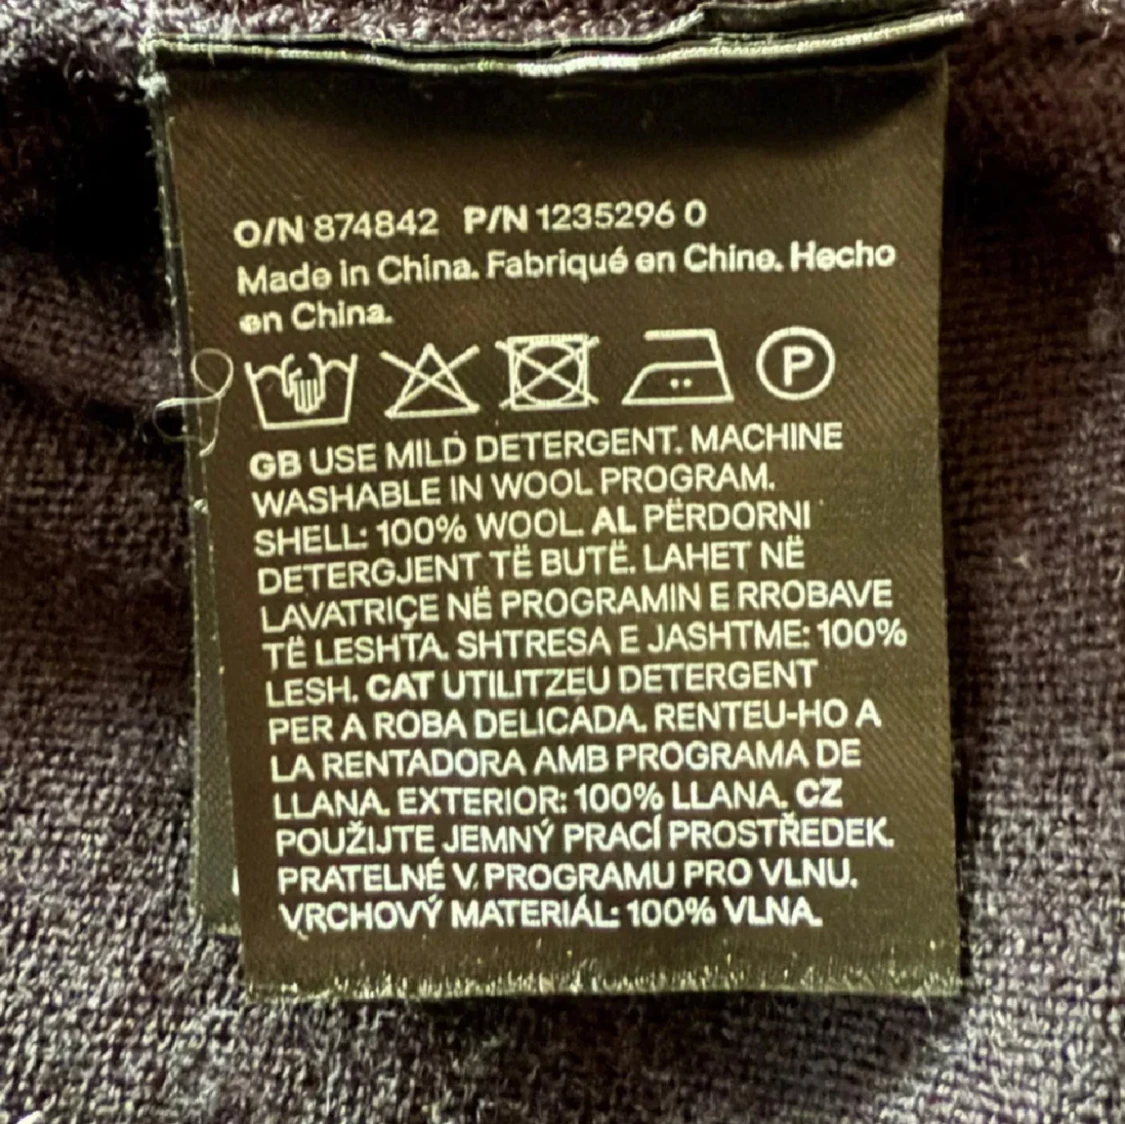 O/N 874842 P/N 1235296 0
Made in China. Fabriqué en Chine. Hecho
en China.
P
GB USE MILD DETERGENT. MACHINE
WASHABLE IN WOOL PROGRAM.
SHELL: 100% WOOL. AL PËRDORNI
DETERGJENT TË BUTË. LAHET NË
LAVATRIÇE NË PROGRAMIN E RROBAVE
TË LESHTA. SHTRESA E JASHTME: 100%
LESH. CAT UTILITZEU DETERGENT
PER A ROBA DELICADA. RENTEU-HO A
LA RENTADORA AMB PROGRAMA DE
LLANA. EXTERIOR: 100% LLANA. CZ
POUŽIJTE JEMNÝ PRACÍ PROSTŘEDEK.
PRATELNÉ V PROGRAMU PRO VLNU.
VRCHOVÝ MATERIÁL: 100% VLNA.